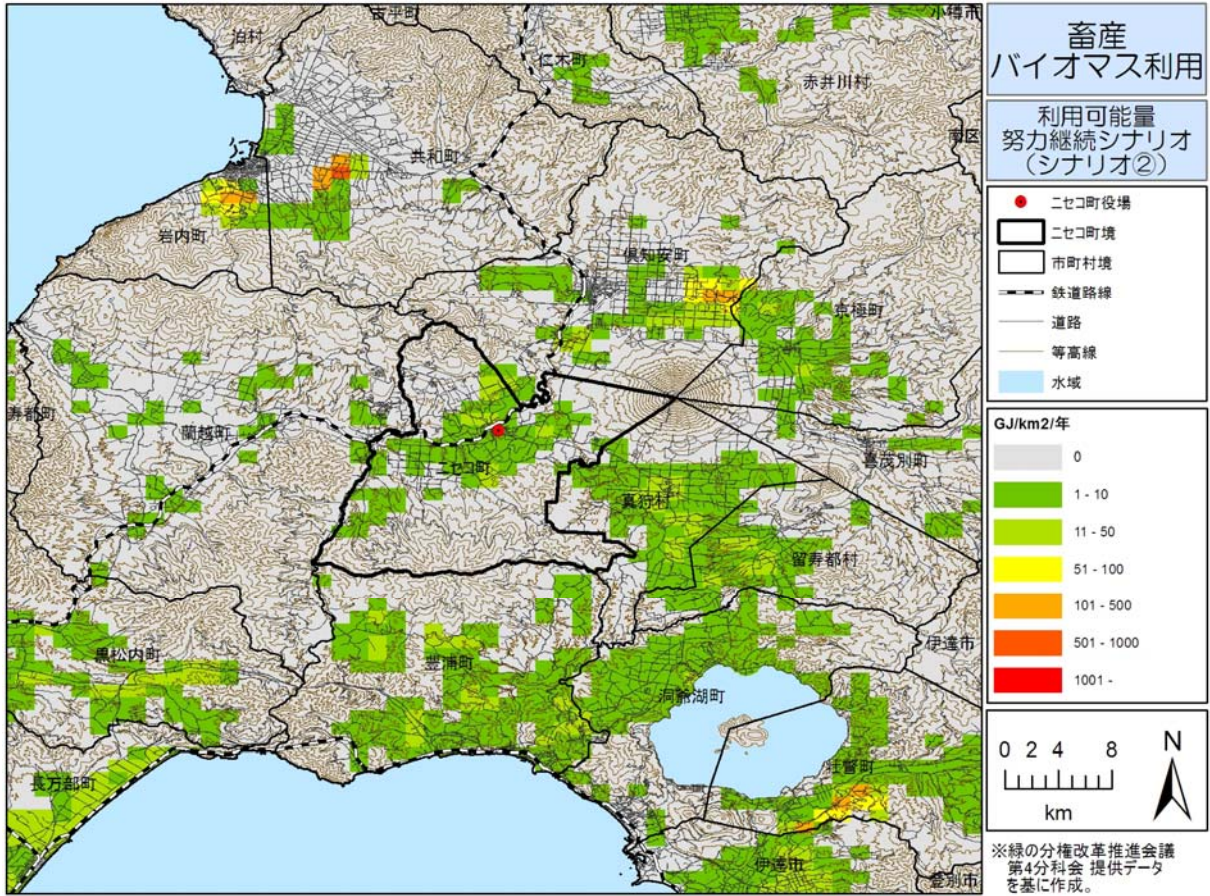 古平町
小樽市
泊村
仁木町
赤井川村
南区
共和町
岩内町
倶知安町
京極町
寿都町
蘭越町
ニセコ町
喜茂別町
真狩村
留寿都村
黒松内町
豊浦町
伊達市
洞爺湖町
長万部町
壮瞥町
伊達市
登別市
畜産
バイオマス利用
利用可能量
努力継続シナリオ
(シナリオ②)
ニセコ町役場
ニセコ町境
市町村境
鉄道路線
道路
等高線
水域
GJ/km2/年
0
1 - 10
11 - 50
51 - 100
101 - 500
501 - 1000
1001 -
0 2 4 8
km
N
※緑の分権改革推進会議
第4分科会 提供データ
を基に作成。